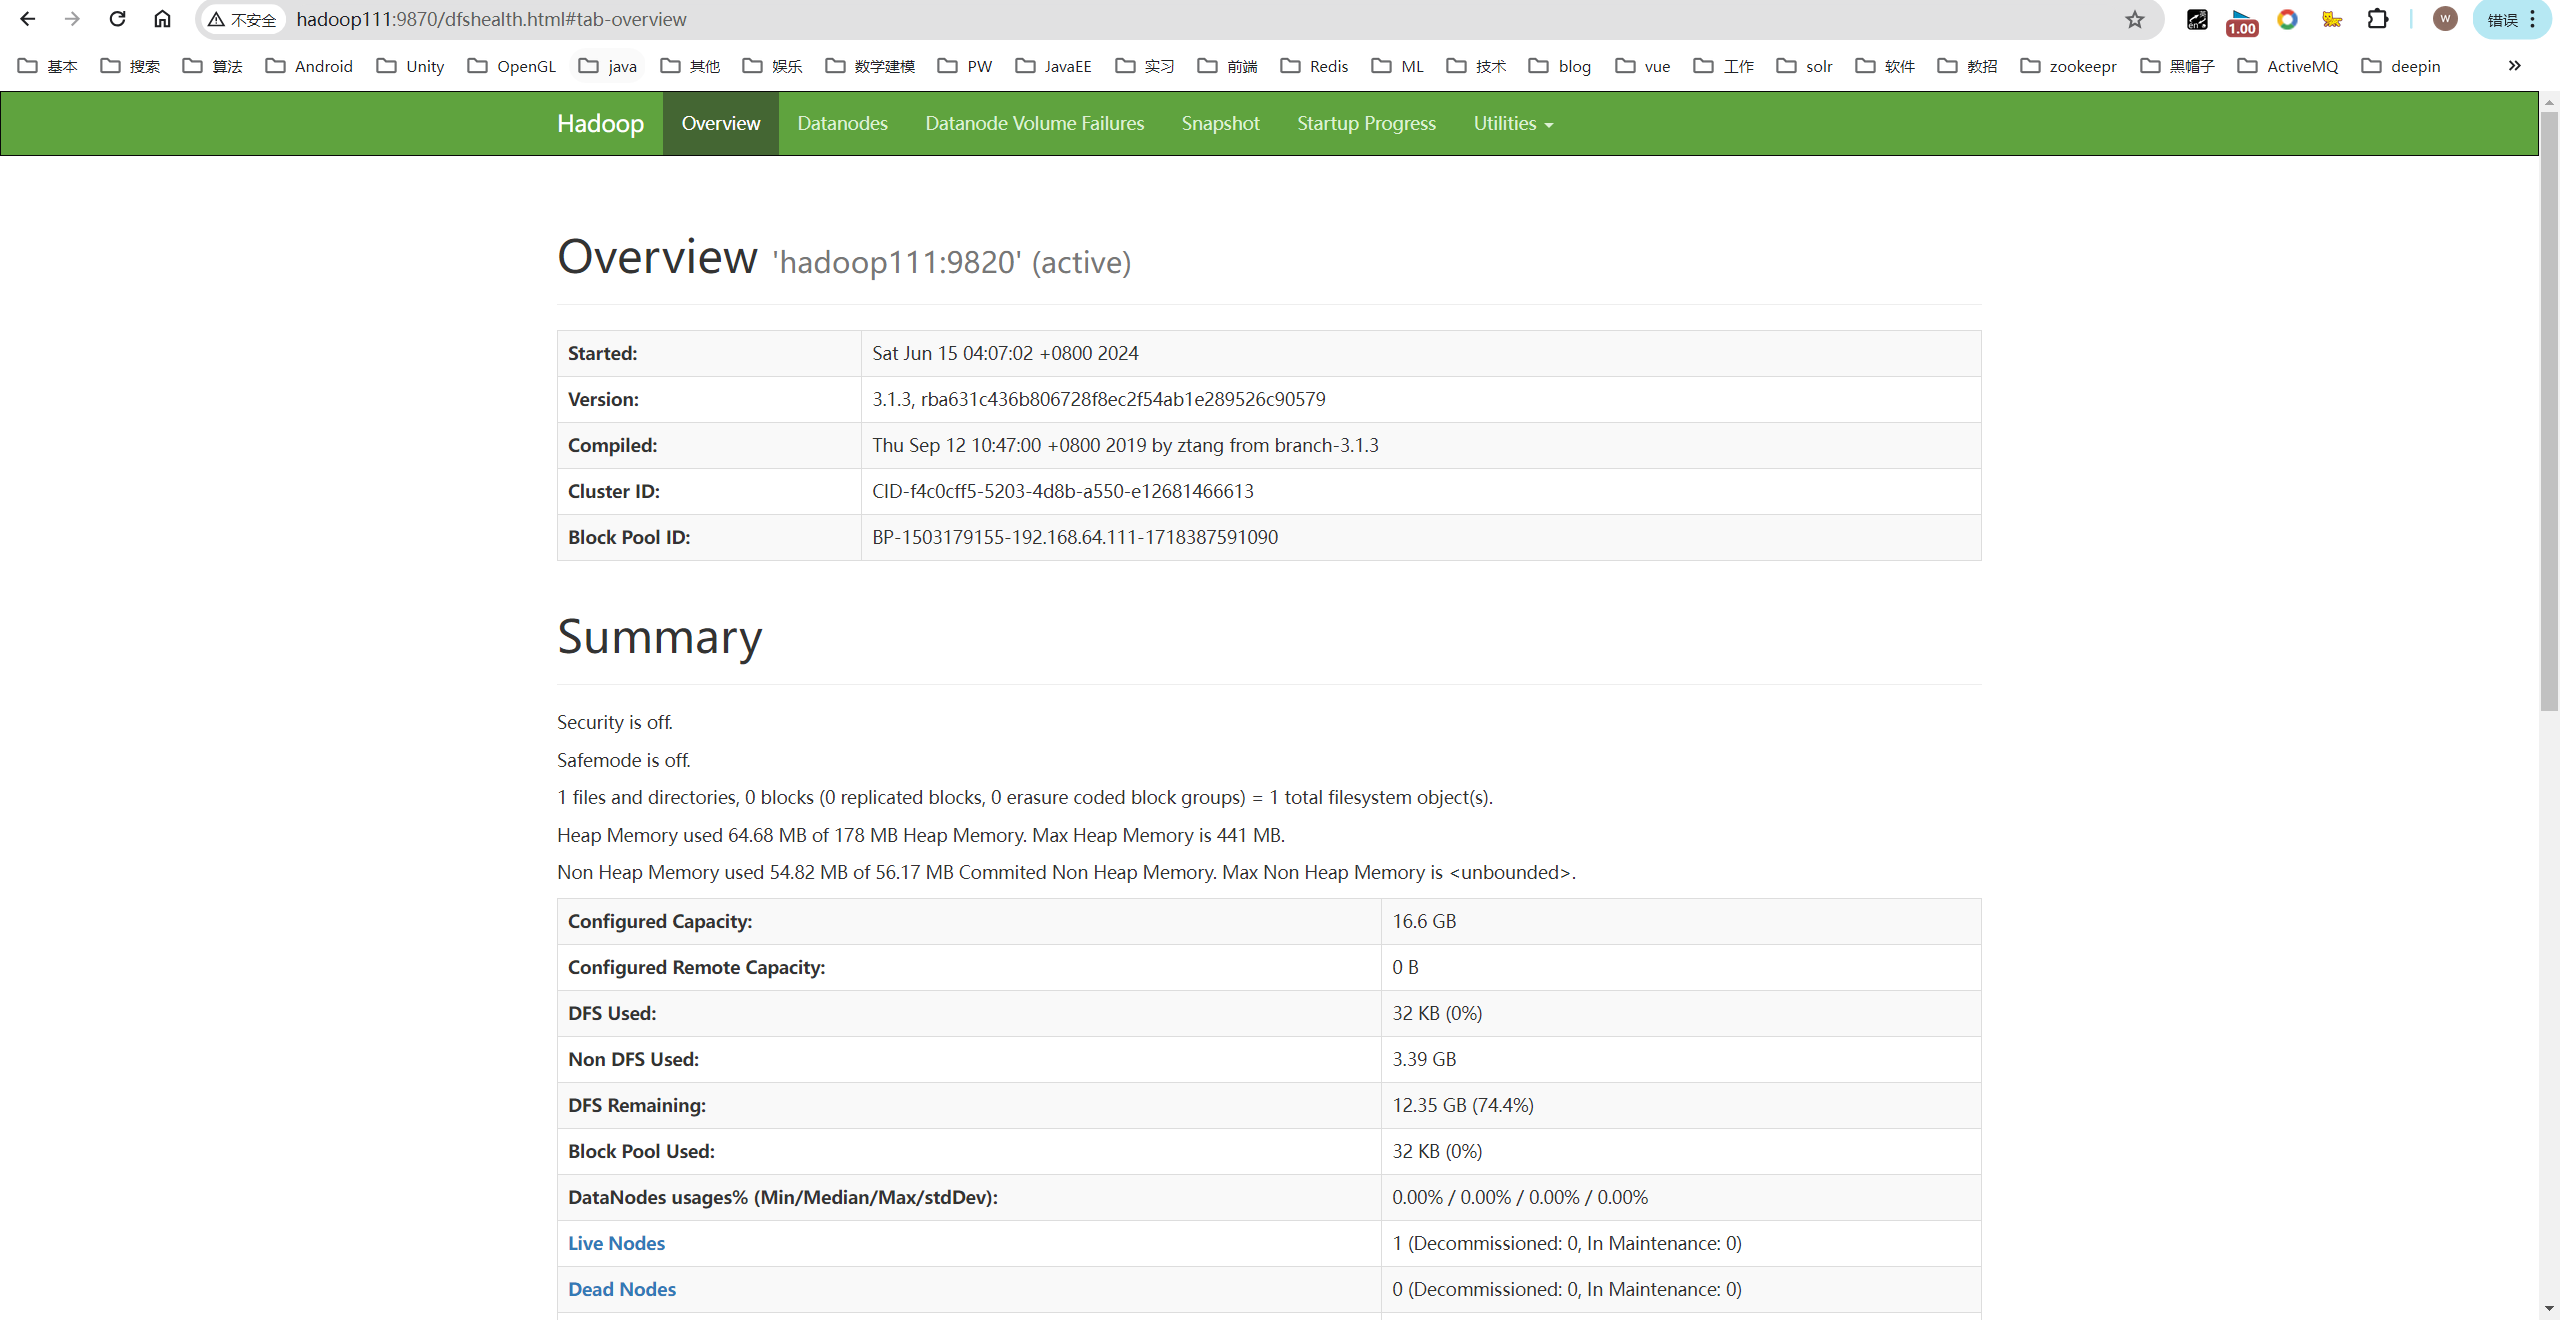 不安全 hadoop111:9870/dfshealth.html#tab-overview 1.00 W 错误
基本 搜索 算法 Android Unity OpenGL java 其他 娱乐 数学建模 PW JavaEE 实习 前端 Redis ML 技术 blog vue 工作 solr 软件 教招 zookeepr 黑帽子 ActiveMQ deepin
Hadoop Overview Datanodes Datanode Volume Failures Snapshot Startup Progress Utilities
Overview 'hadoop111:9820' (active)
Started: Sat Jun 15 04:07:02 +0800 2024
Version: 3.1.3, rba631c436b806728f8ec2f54ab1e289526c90579
Compiled: Thu Sep 12 10:47:00 +0800 2019 by ztang from branch-3.1.3
Cluster ID: CID-f4c0cff5-5203-4d8b-a550-e12681466613
Block Pool ID: BP-1503179155-192.168.64.111-1718387591090
Summary
Security is off.
Safemode is off.
1 files and directories, 0 blocks (0 replicated blocks, 0 erasure coded block groups) = 1 total filesystem object(s).
Heap Memory used 64.68 MB of 178 MB Heap Memory. Max Heap Memory is 441 MB.
Non Heap Memory used 54.82 MB of 56.17 MB Commited Non Heap Memory. Max Non Heap Memory is <unbounded>.
Configured Capacity: 16.6 GB
Configured Remote Capacity: 0 B
DFS Used: 32 KB (0%)
Non DFS Used: 3.39 GB
DFS Remaining: 12.35 GB (74.4%)
Block Pool Used: 32 KB (0%)
DataNodes usages% (Min/Median/Max/stdDev): 0.00% / 0.00% / 0.00% / 0.00%
Live Nodes 1 (Decommissioned: 0, In Maintenance: 0)
Dead Nodes 0 (Decommissioned: 0, In Maintenance: 0)